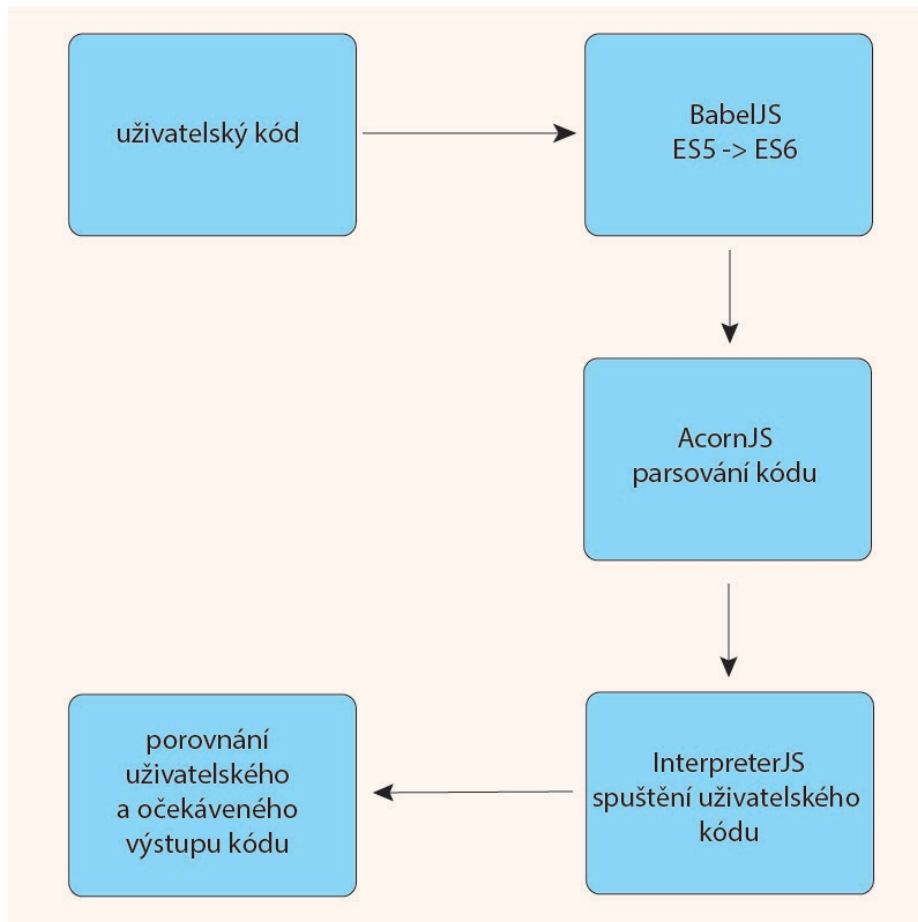 uživatelský kód
BabelJS
ES5 -> ES6
AcornJS
parsování kódu
InterpreterJS
spuštění uživatelského
kódu
porovnání
uživatelského
a očekáveného
výstupu kódu